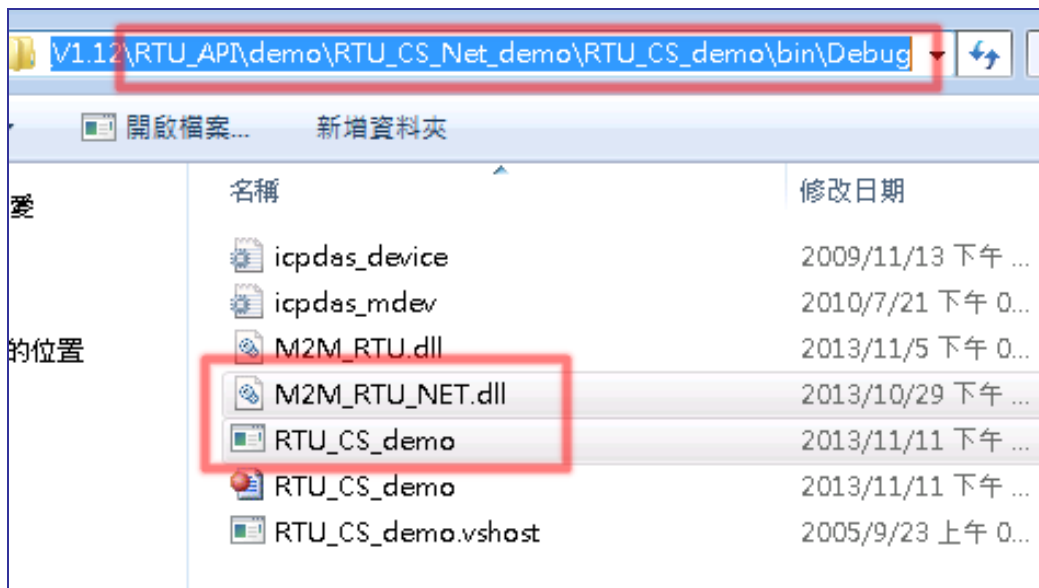 \V1.12\RTU_API\demo\RTU_CS_Net_demo\RTU_CS_demo\bin\Debug
開啟檔案... 新增資料夾
名稱 修改日期
愛
icpdas_device 2009/11/13 下午 ...
icpdas_mdev 2010/7/21 下午 0...
的位置 M2M_RTU.dll 2013/11/5 下午 0...
M2M_RTU_NET.dll 2013/10/29 下午 ...
RTU_CS_demo 2013/11/11 下午 ...
RTU_CS_demo 2013/11/11 下午 ...
RTU_CS_demo.vshost 2005/9/23 上午 0...